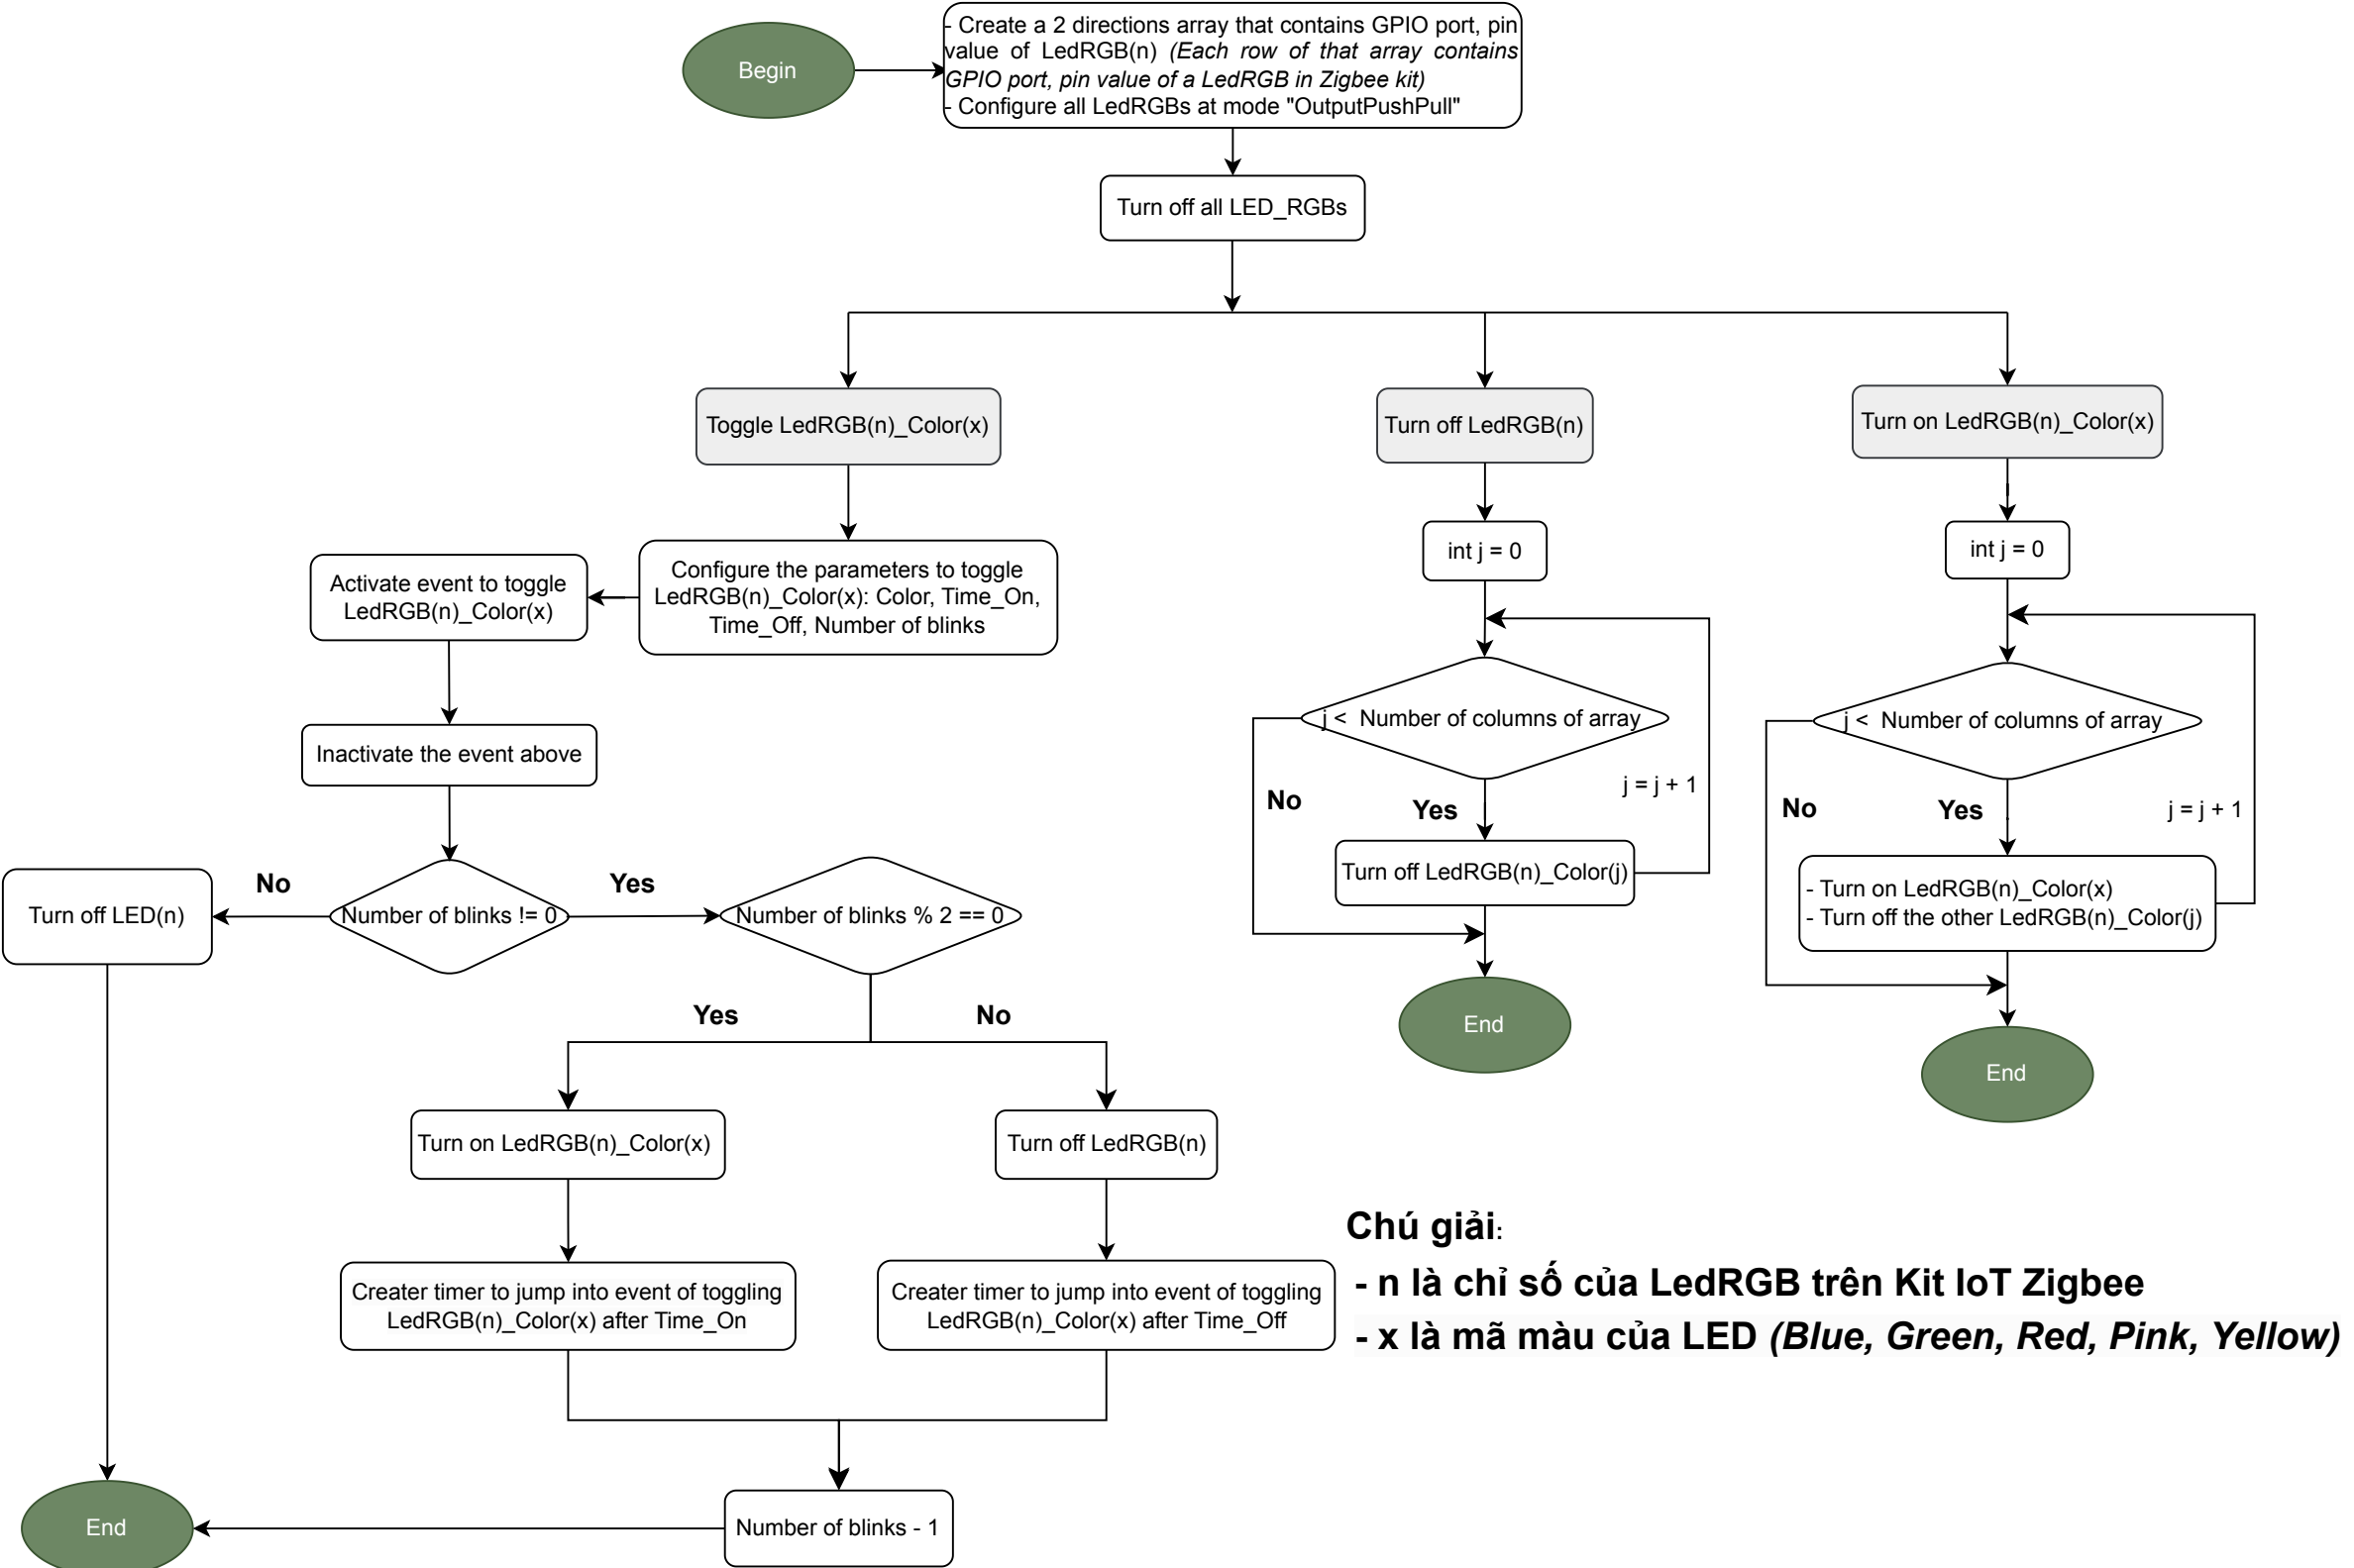 Begin
- Create a 2 directions array that contains GPIO port, pin
value of LedRGB(n) (Each row of that array contains
GPIO port, pin value of a LedRGB in Zigbee kit)
- Configure all LedRGBs at mode "OutputPushPull"
Turn off all LED_RGBs
Toggle LedRGB(n)_Color(x)
Turn off LedRGB(n)
Turn on LedRGB(n)_Color(x)
Configure the parameters to toggle
LedRGB(n)_Color(x): Color, Time_On,
Time_Off, Number of blinks
Activate event to toggle
LedRGB(n)_Color(x)
Inactivate the event above
Number of blinks != 0
No
Yes
Turn off LED(n)
Number of blinks % 2 == 0
Yes
No
Turn on LedRGB(n)_Color(x)
Turn off LedRGB(n)
Creater timer to jump into event of toggling
LedRGB(n)_Color(x) after Time_On
Creater timer to jump into event of toggling
LedRGB(n)_Color(x) after Time_Off
Number of blinks - 1
End
int j = 0
j < Number of columns of array
No
Yes
j = j + 1
Turn off LedRGB(n)_Color(j)
End
int j = 0
j < Number of columns of array
No
Yes
j = j + 1
- Turn on LedRGB(n)_Color(x)
- Turn off the other LedRGB(n)_Color(j)
End
Chú giải:
- n là chỉ số của LedRGB trên Kit IoT Zigbee
- x là mã màu của LED (Blue, Green, Red, Pink, Yellow)